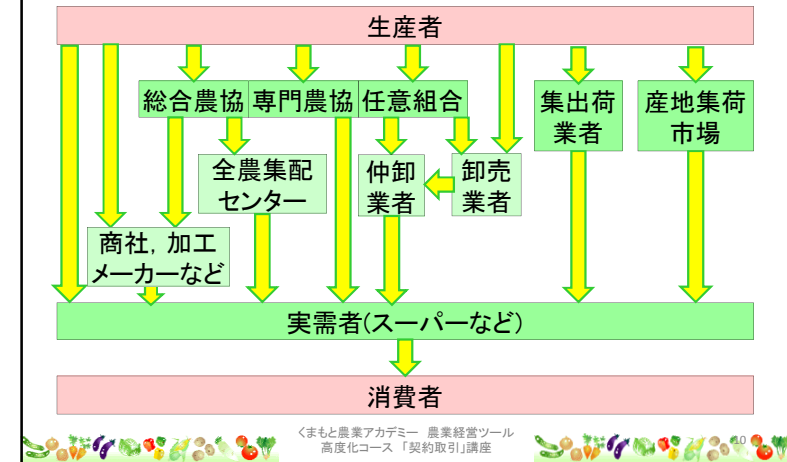 生産者
総合農協
専門農協
任意組合
集出荷
業者
産地集荷
市場
全農集配
センター
仲卸
業者
卸売
業者
商社，加工
メーカーなど
実需者(スーパーなど)
消費者
くまもと農業アカデミー 農業経営ツール
高度化コース 「契約取引」講座
10